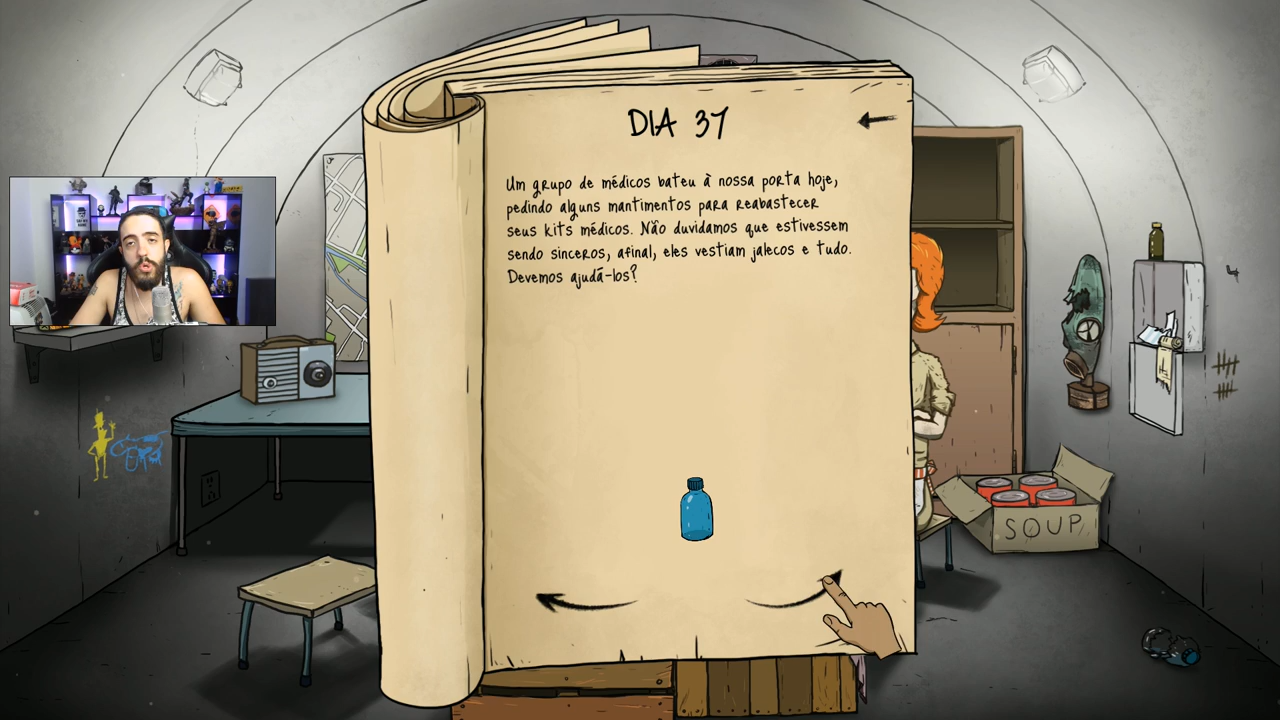 DIA 37
Um grupo de médicos bateu à nossa porta hoje,
pedindo alguns mantimentos para reabastecer
seus kits médicos. Não duvidamos que estivessem
sendo sinceros, afinal, eles vestiam jalecos e tudo.
Devemos ajudá-los?
SOUP